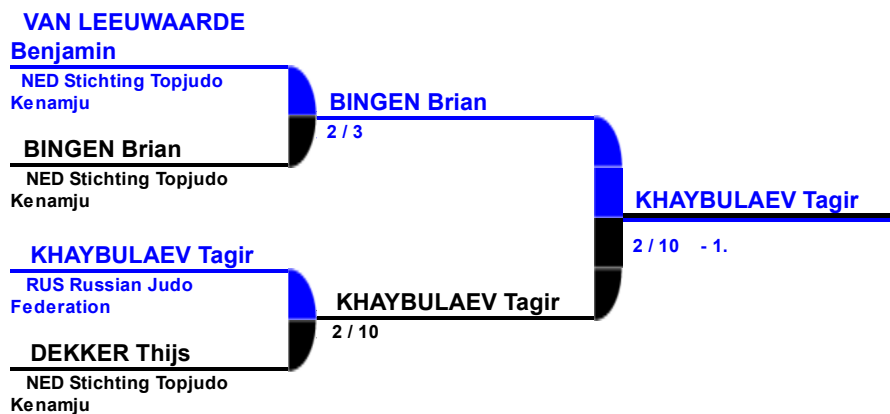 VAN LEEUWAARDE
Benjamin
NED Stichting Topjudo
Kenamju
BINGEN Brian
2 / 3
BINGEN Brian
NED Stichting Topjudo
Kenamju
KHAYBULAEV Tagir
2 / 10 - 1.
KHAYBULAEV Tagir
RUS Russian Judo
Federation
KHAYBULAEV Tagir
2 / 10
DEKKER Thijs
NED Stichting Topjudo
Kenamju